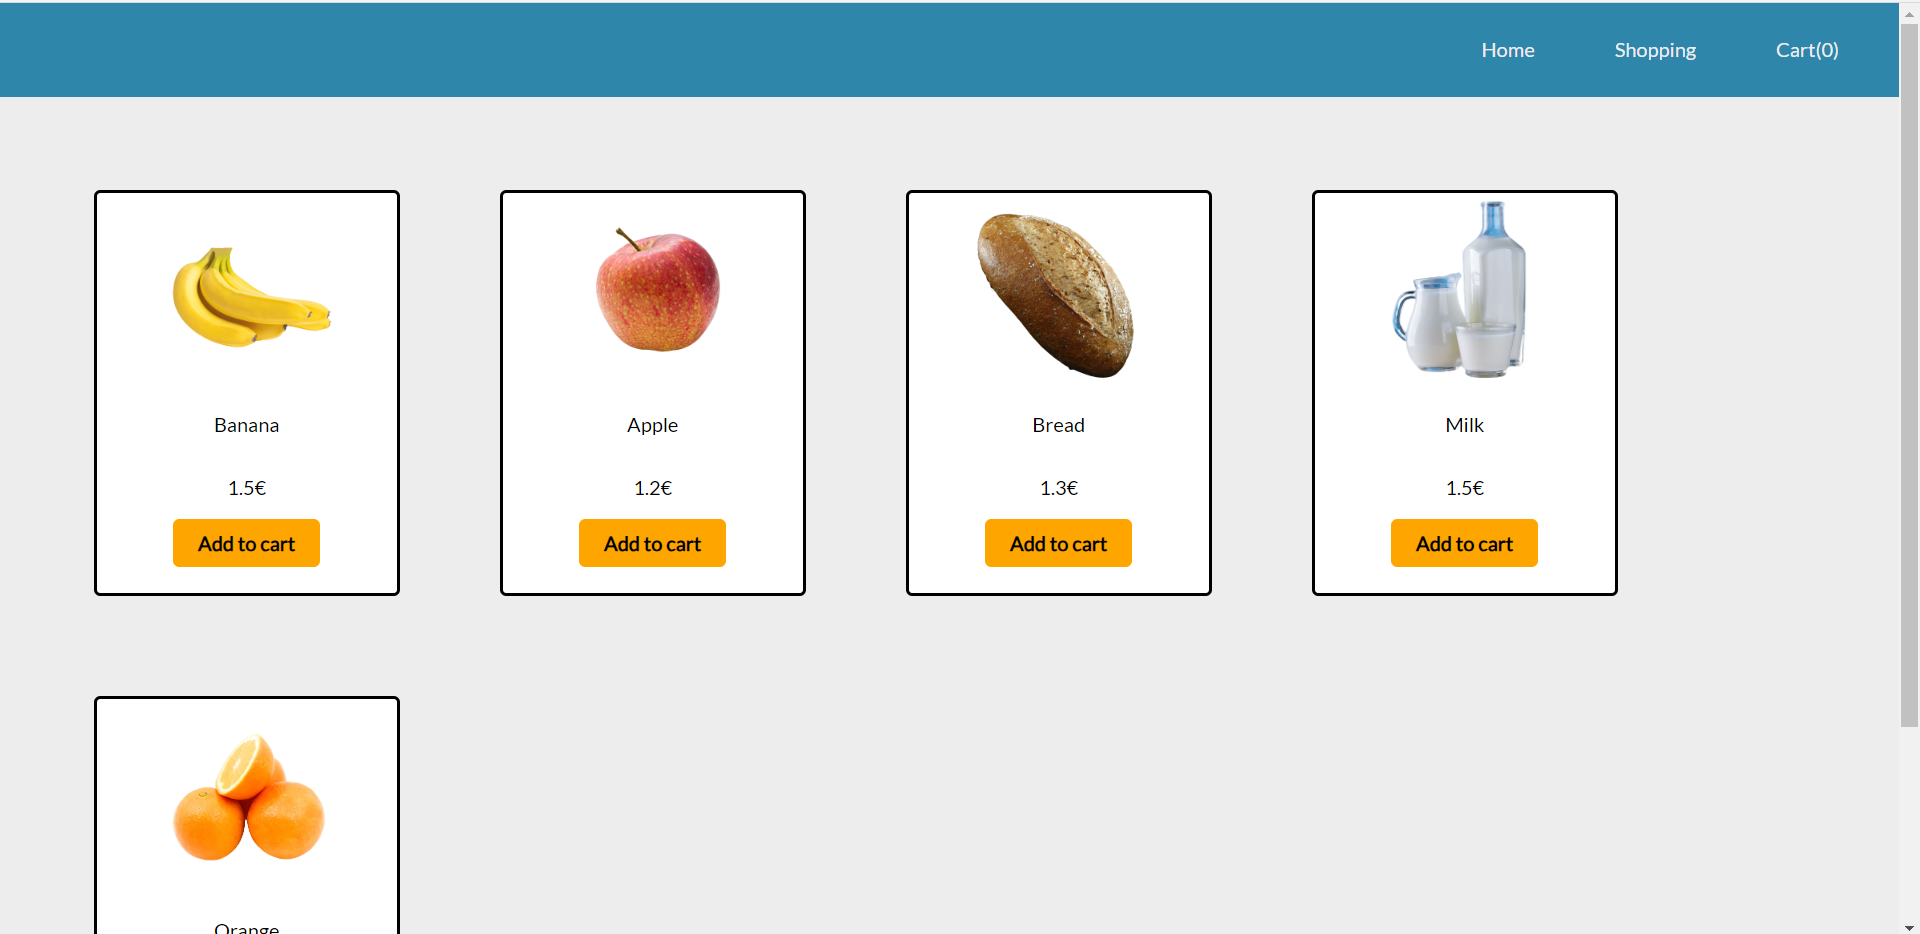 Home Shopping Cart(0)
Banana Apple Bread Milk
1.5€ 1.2€ 1.3€ 1.5€
Add to cart Add to cart Add to cart Add to cart
Orange